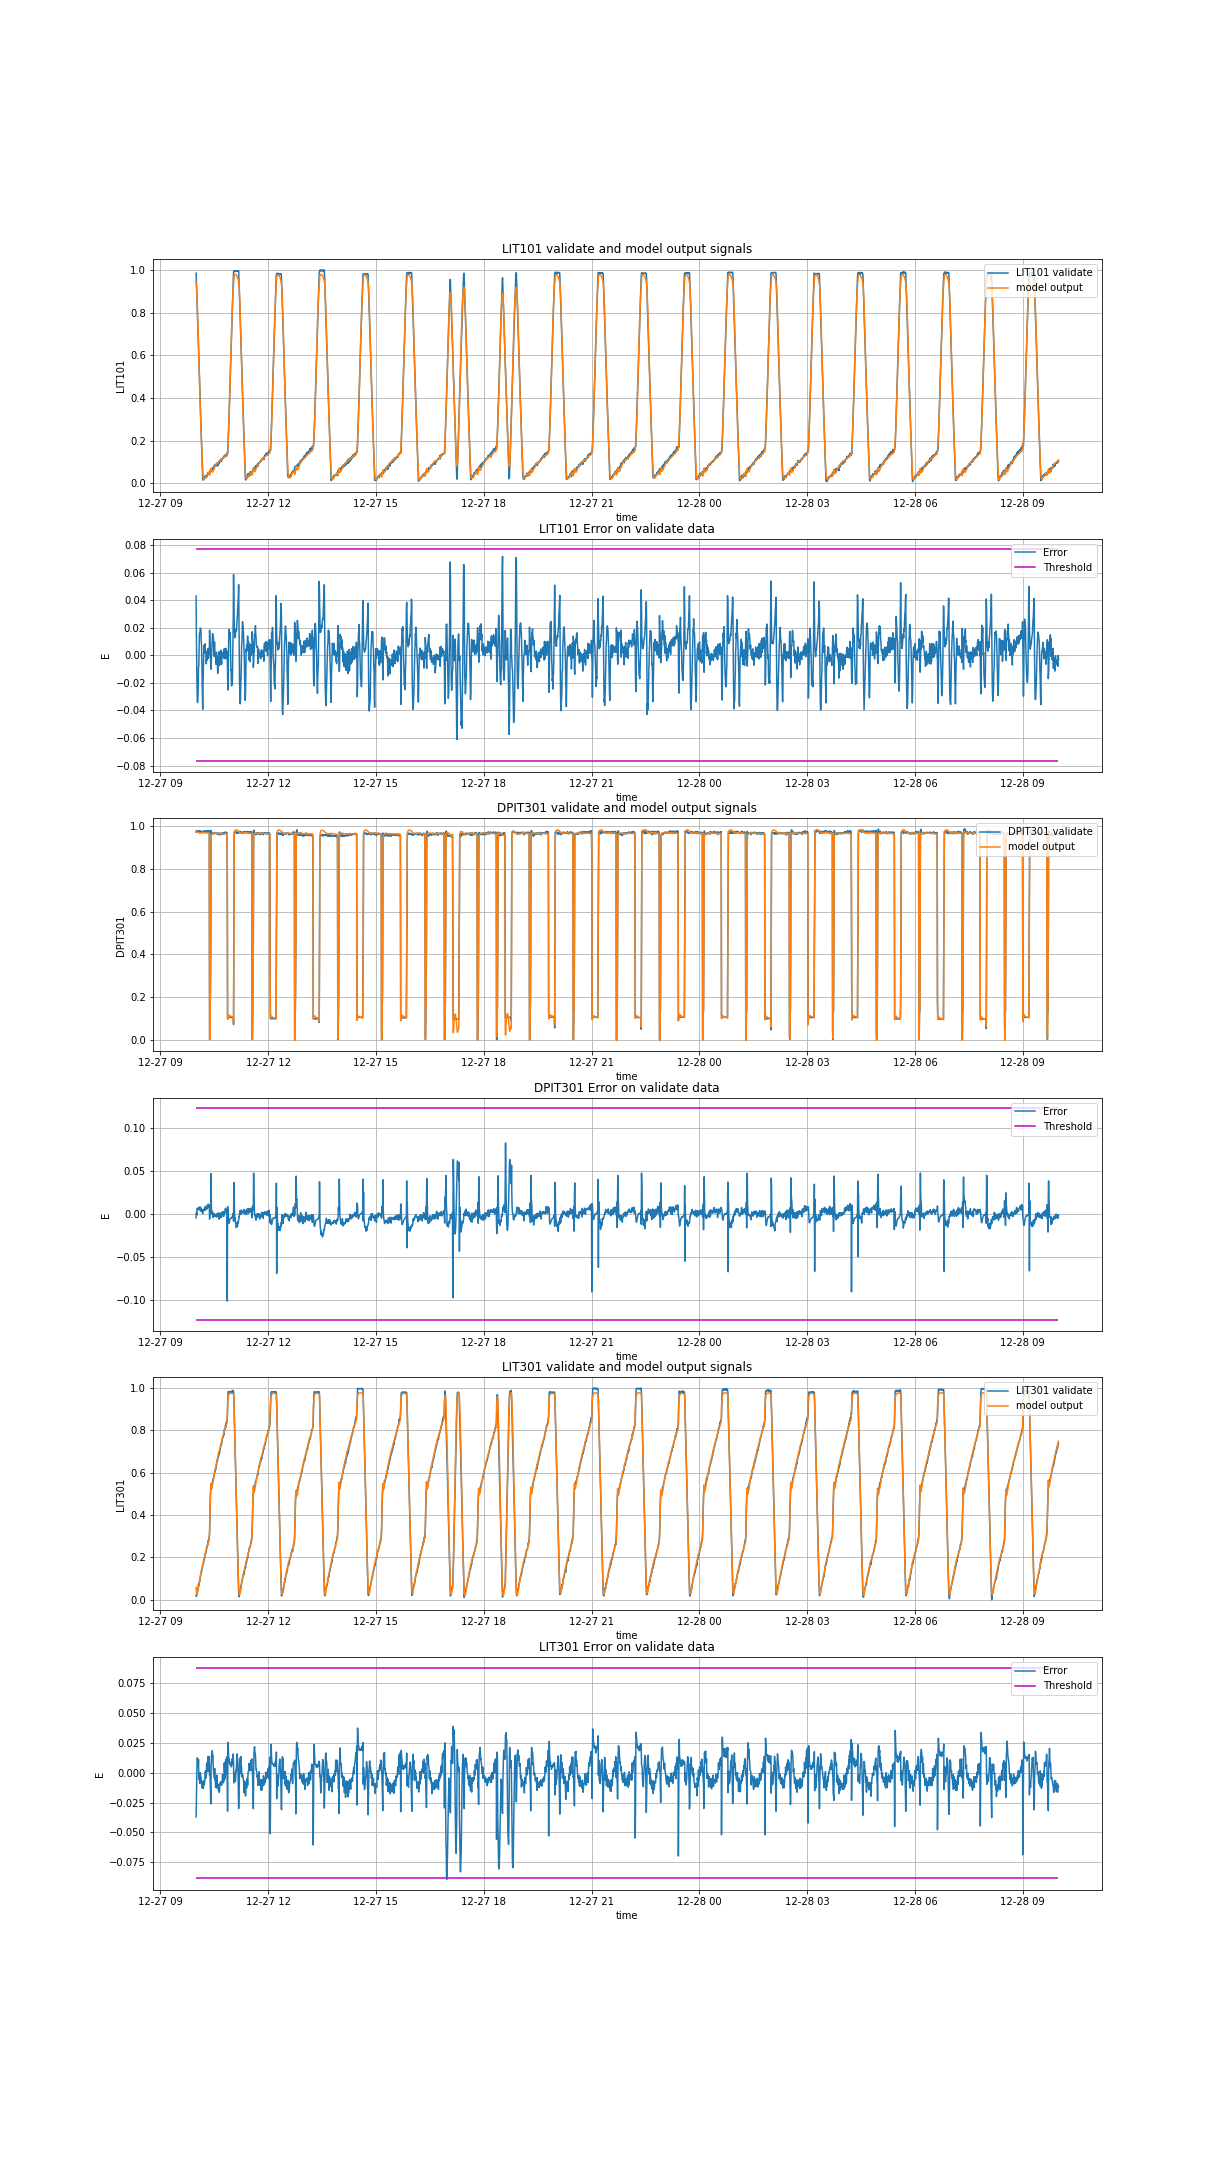 LIT101 validate and model output signals
1.0
0.8
0.6
0.4
0.2
0.0
LIT101
LIT101 validate
model output
12-27 09 12-27 12 12-27 15 12-27 18 12-27 21 12-28 00 12-28 03 12-28 06 12-28 09
time
LIT101 Error on validate data
0.08
0.06
0.04
0.02
0.00
−0.02
−0.04
−0.06
−0.08
E
Error
Threshold
12-27 09 12-27 12 12-27 15 12-27 18 12-27 21 12-28 00 12-28 03 12-28 06 12-28 09
time
DPIT301 validate and model output signals
1.0
0.8
0.6
0.4
0.2
0.0
DPIT301
DPIT301 validate
model output
12-27 09 12-27 12 12-27 15 12-27 18 12-27 21 12-28 00 12-28 03 12-28 06 12-28 09
time
DPIT301 Error on validate data
0.10
0.05
0.00
−0.05
−0.10
E
Error
Threshold
12-27 09 12-27 12 12-27 15 12-27 18 12-27 21 12-28 00 12-28 03 12-28 06 12-28 09
time
LIT301 validate and model output signals
1.0
0.8
0.6
0.4
0.2
0.0
LIT301
LIT301 validate
model output
12-27 09 12-27 12 12-27 15 12-27 18 12-27 21 12-28 00 12-28 03 12-28 06 12-28 09
time
LIT301 Error on validate data
0.075
0.050
0.025
0.000
−0.025
−0.050
−0.075
E
Error
Threshold
12-27 09 12-27 12 12-27 15 12-27 18 12-27 21 12-28 00 12-28 03 12-28 06 12-28 09
time